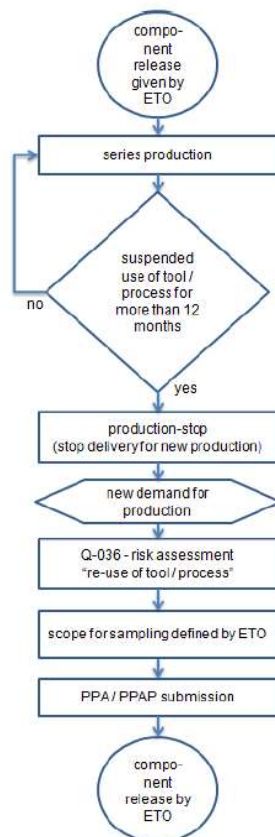 compo-
nent
release
given by
ETO
series production
suspended
use of tool /
process for
more than 12
months
no
yes
production-stop
(stop delivery for new production)
new demand for
production
Q-036 - risk assessment
“re-use of tool / process”
scope for sampling defined by ETO
PPA / PPAP submission
compo-
nent
release by
ETO